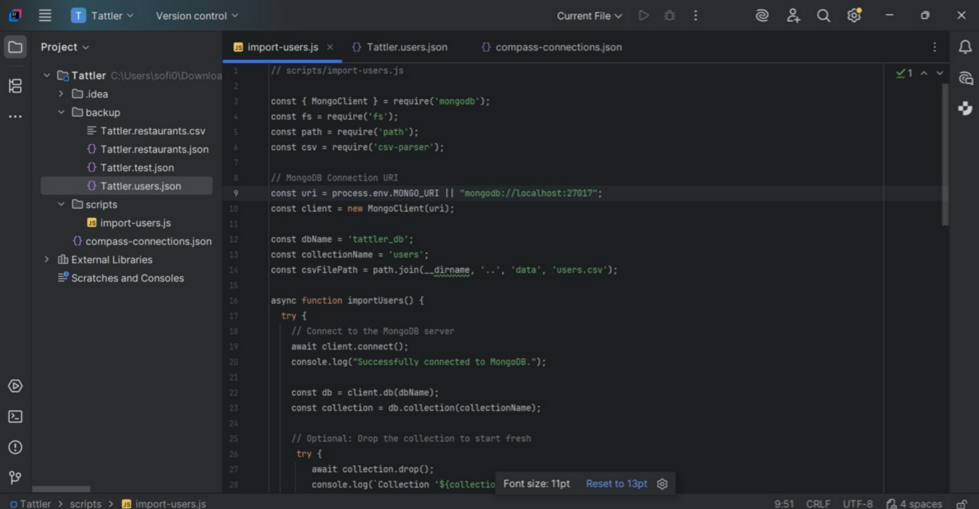 T Tattler
Version control
Current File
Project
import-users.js
Tattler.users.json
compass-connections.json
Tattler C:\Users\sofi0\Downloa
.idea
backup
Tattler.restaurants.csv
Tattler.restaurants.json
Tattler.test.json
Tattler.users.json
scripts
import-users.js
compass-connections.json
External Libraries
Scratches and Consoles
1 // scripts/import-users.js
2
3 const { MongoClient } = require('mongodb');
4 const fs = require('fs');
5 const path = require('path');
6 const csv = require('csv-parser');
7
8 // MongoDB Connection URI
9 const uri = process.env.MONGO_URI || "mongodb://localhost:27017";
10 const client = new MongoClient(uri);
11
12 const dbName = 'tattler_db';
13 const collectionName = 'users';
14 const csvFilePath = path.join(__dirname, '..', 'data', 'users.csv');
15
16 async function importUsers() {
17 try {
18 // Connect to the MongoDB server
19 await client.connect();
20 console.log("Successfully connected to MongoDB.");
21
22 const db = client.db(dbName);
23 const collection = db.collection(collectionName);
24
25 // Optional: Drop the collection to start fresh
26 try {
27 await collection.drop();
28 console.log(`Collection '${collectio
1
Font size: 11pt Reset to 13pt
Tattler > scripts > import-users.js
9:51 CRLF UTF-8 4 spaces